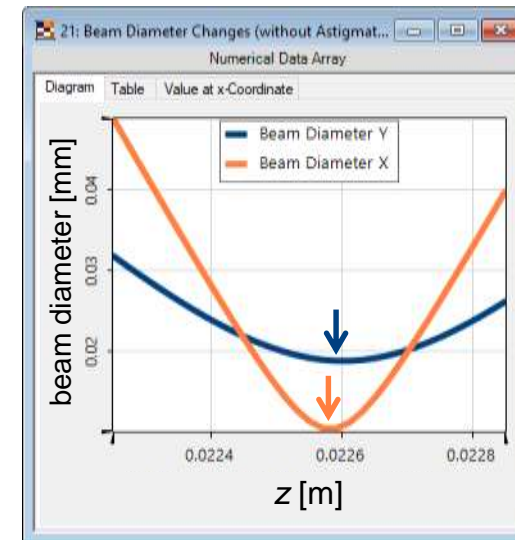 21: Beam Diameter Changes (without Astigmat...
Numerical Data Array
Diagram Table Value at x-Coordinate
Beam Diameter Y
Beam Diameter X
beam diameter [mm]
0.04
0.03
0.02
0.0224 0.0226 0.0228
z [m]